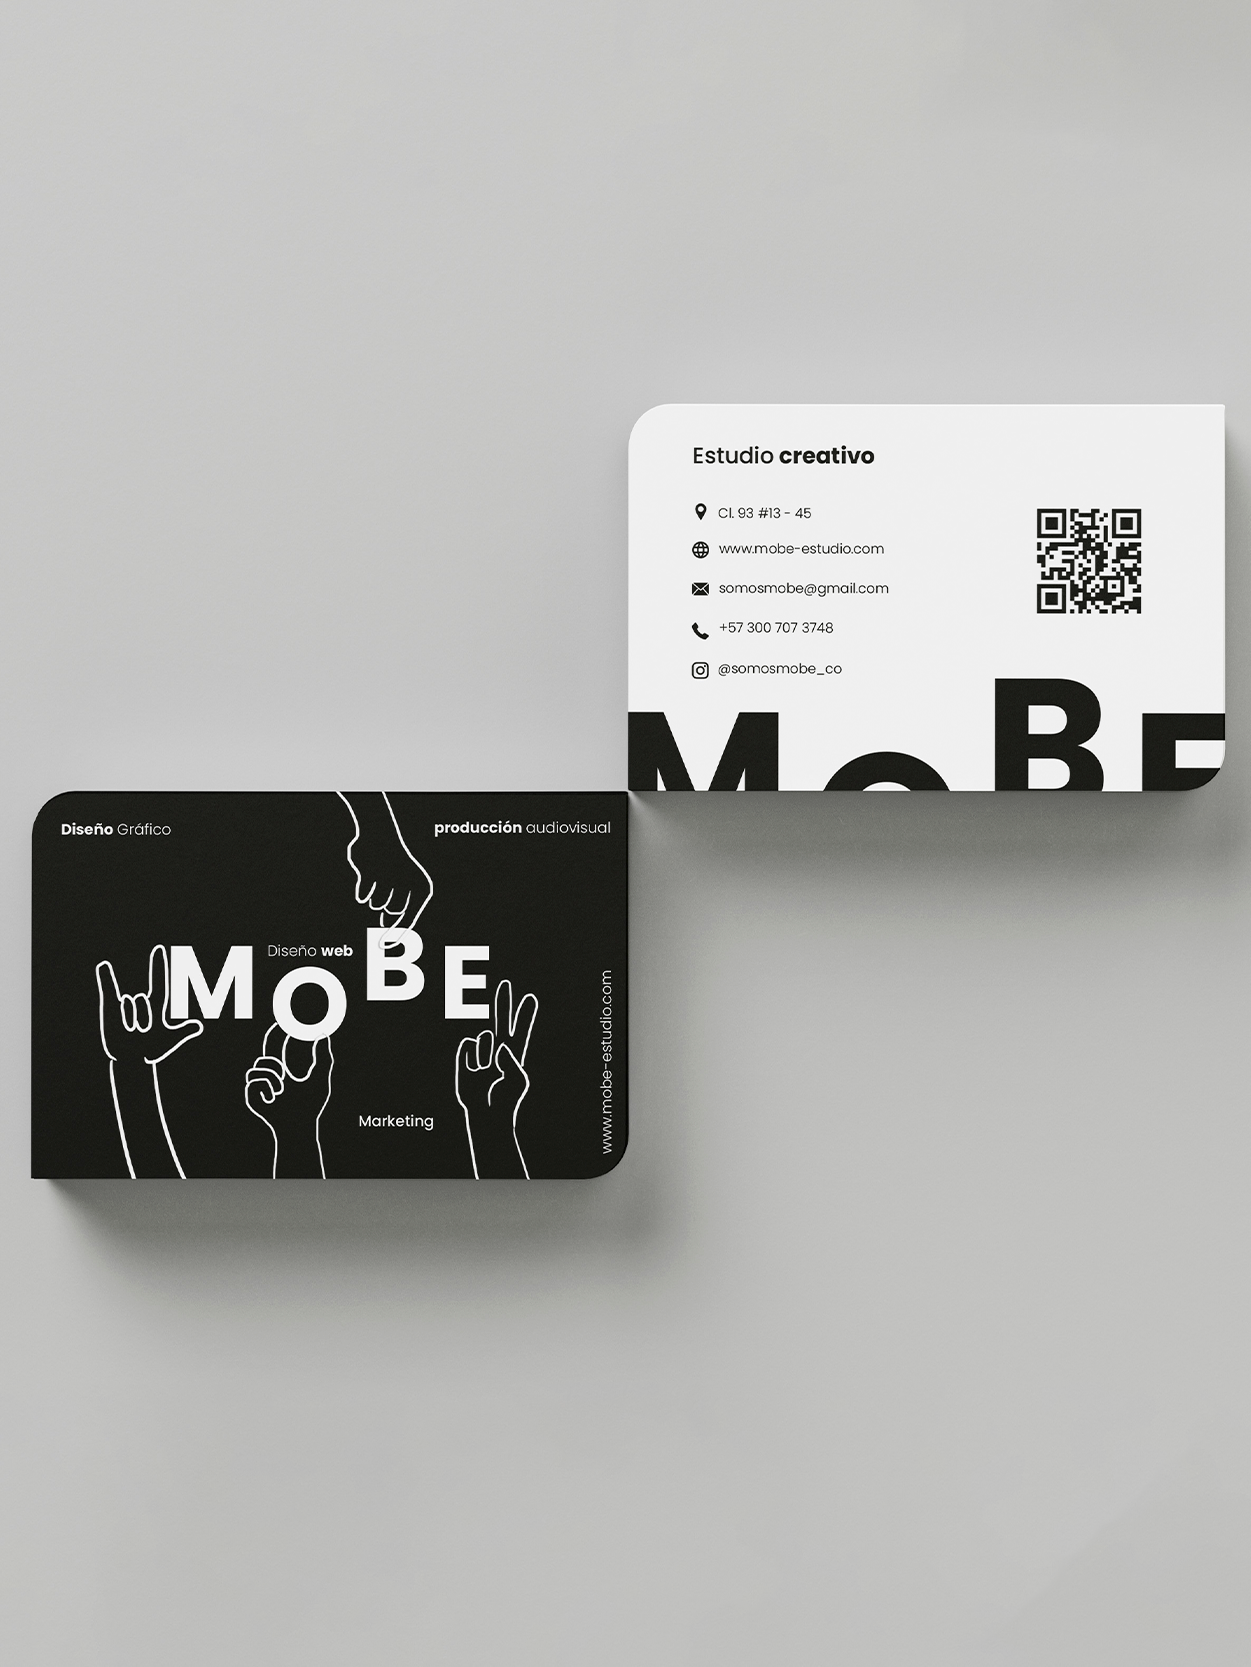 Estudio creativo
Cl. 93 #13 - 45
www.mobe-estudio.com
somosmobe@gmail.com
+57 300 707 3748
@somosmobe_co
MOBE
Diseño Gráfico
producción audiovisual
Diseño web
MOBE
Marketing
www.mobe-estudio.com